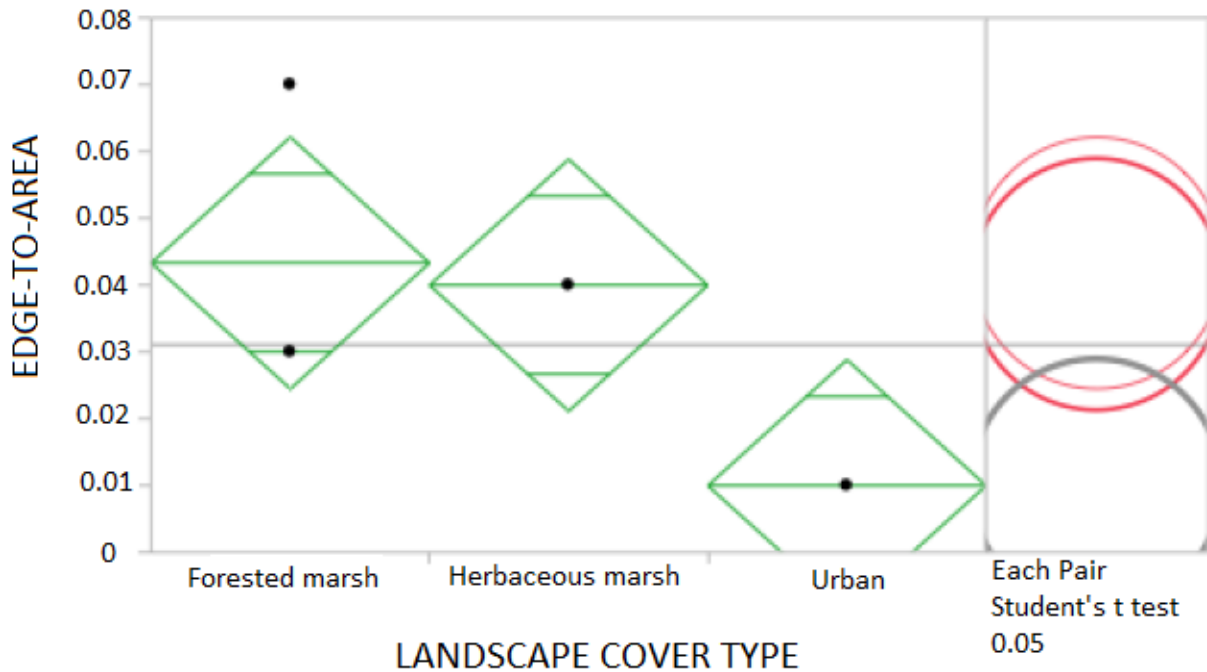 EDGE-TO-AREA
0.08
0.07
0.06
0.05
0.04
0.03
0.02
0.01
0
Forested marsh
Herbaceous marsh
Urban
Each Pair
Student's t test
0.05
LANDSCAPE COVER TYPE